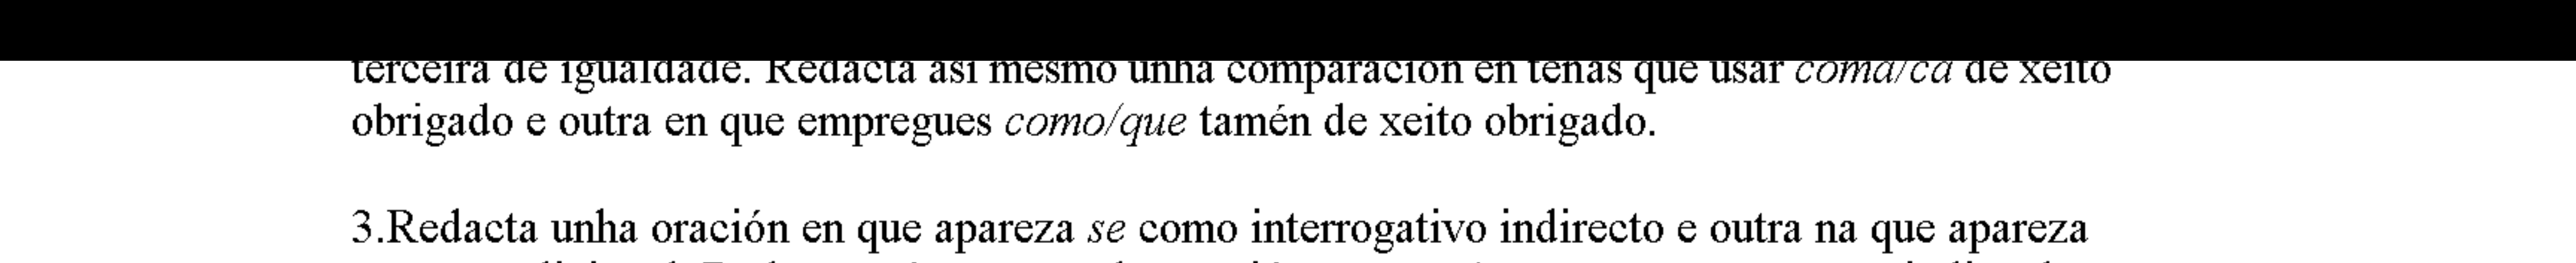 terceira de igualdade. Redacta así mesmo unha comparación en teñas que usar coma/ca de xeito
obrigado e outra en que empregues como/que tamén de xeito obrigado.
3.Redacta unha oración en que apareza se como interrogativo indirecto e outra na que apareza